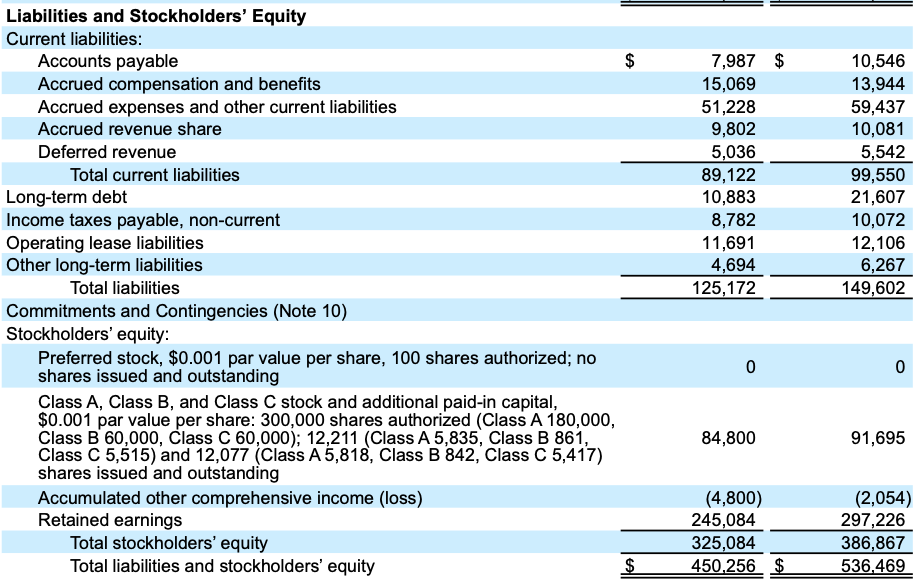 Liabilities and Stockholders’ Equity
Current liabilities:
Accounts payable $ 7,987 $ 10,546
Accrued compensation and benefits 15,069 13,944
Accrued expenses and other current liabilities 51,228 59,437
Accrued revenue share 9,802 10,081
Deferred revenue 5,036 5,542
Total current liabilities 89,122 99,550
Long-term debt 10,883 21,607
Income taxes payable, non-current 8,782 10,072
Operating lease liabilities 11,691 12,106
Other long-term liabilities 4,694 6,267
Total liabilities 125,172 149,602
Commitments and Contingencies (Note 10)
Stockholders’ equity:
Preferred stock, $0.001 par value per share, 100 shares authorized; no
shares issued and outstanding 0 0
Class A, Class B, and Class C stock and additional paid-in capital,
$0.001 par value per share: 300,000 shares authorized (Class A 180,000,
Class B 60,000, Class C 60,000); 12,211 (Class A 5,835, Class B 861, 84,800 91,695
Class C 5,515) and 12,077 (Class A 5,818, Class B 842, Class C 5,417)
shares issued and outstanding
Accumulated other comprehensive income (loss) (4,800) (2,054)
Retained earnings 245,084 297,226
Total stockholders’ equity 325,084 386,867
Total liabilities and stockholders’ equity $ 450,256 $ 536,469